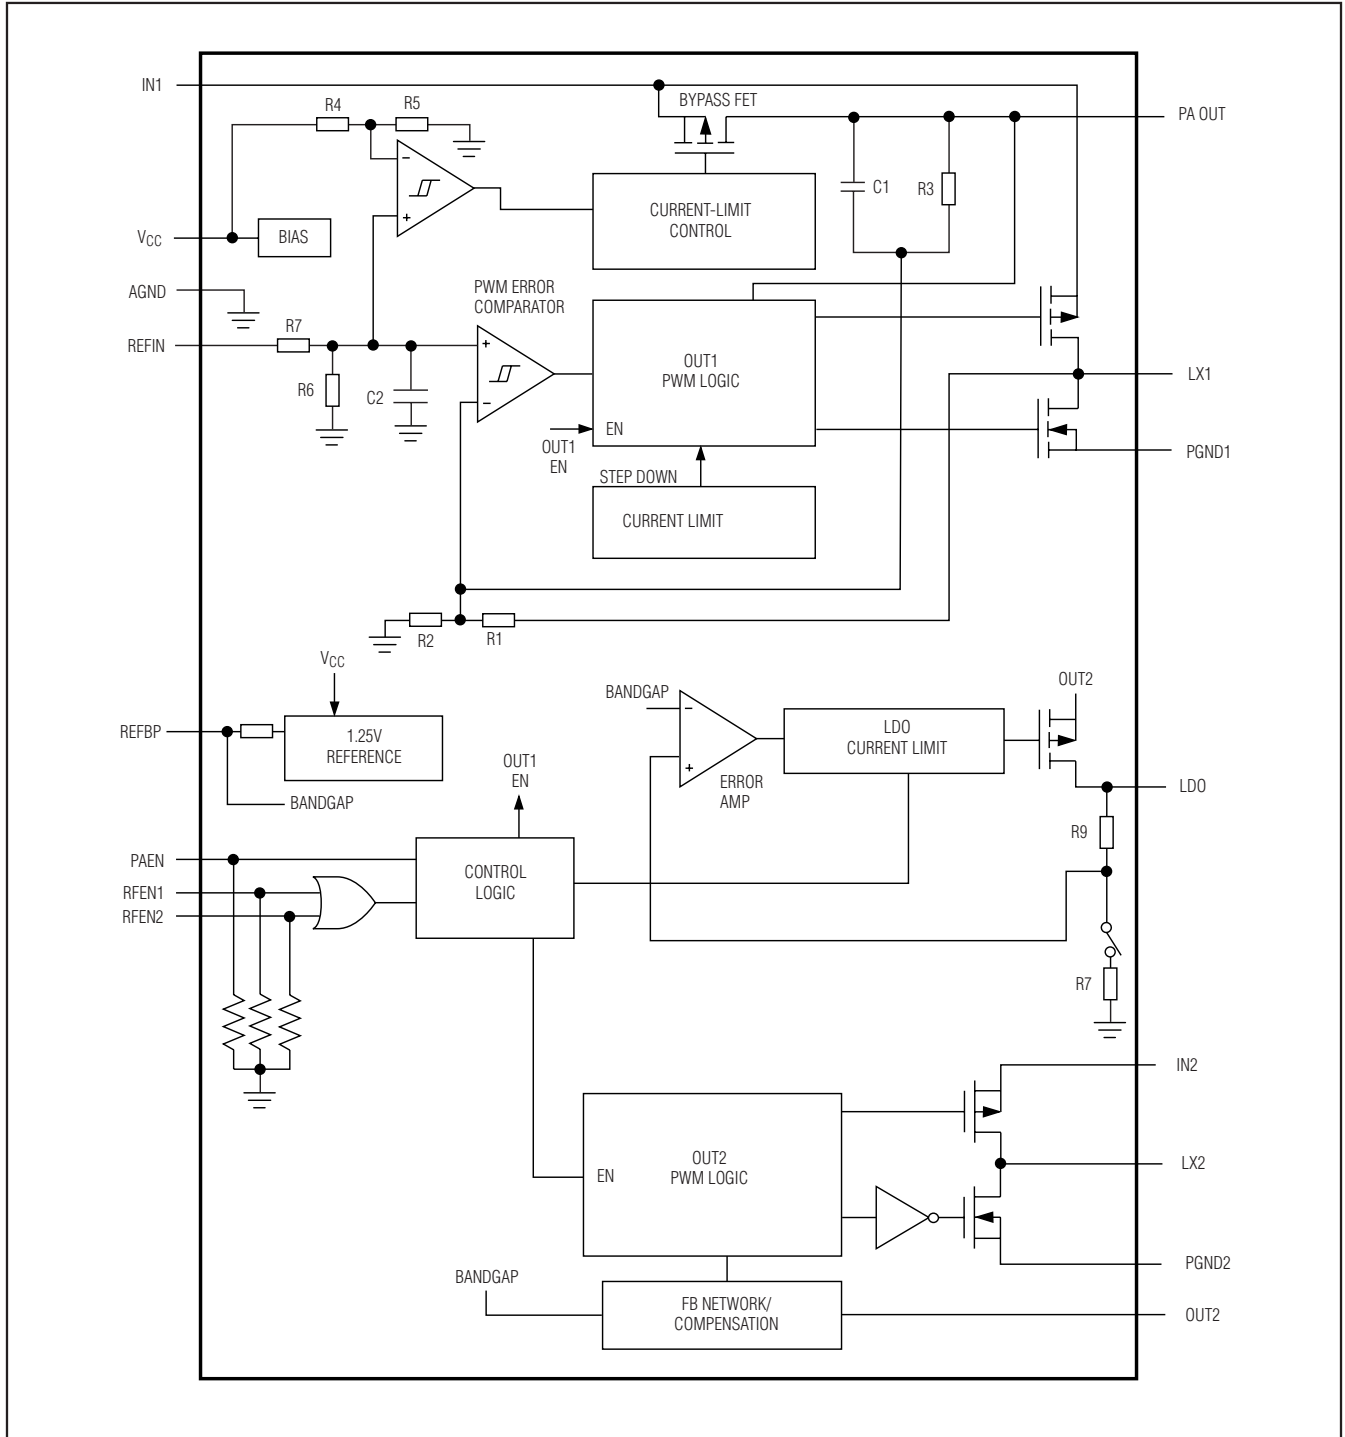 IN1
R4
R5
BYPASS FET
PA OUT
C1
R3
CURRENT-LIMIT
CONTROL
VCC
BIAS
AGND
PWM ERROR
COMPARATOR
R7
REFIN
OUT1
PWM LOGIC
LX1
R6
C2
EN
OUT1
EN
PGND1
STEP DOWN
CURRENT LIMIT
R2
R1
VCC
BANDGAP
OUT2
REFBP
1.25V
REFERENCE
LDO
CURRENT LIMIT
OUT1
EN
ERROR
AMP
LDO
BANDGAP
R9
PAEN
CONTROL
LOGIC
RFEN1
RFEN2
R7
IN2
OUT2
PWM LOGIC
EN
LX2
PGND2
BANDGAP
FB NETWORK/
COMPENSATION
OUT2